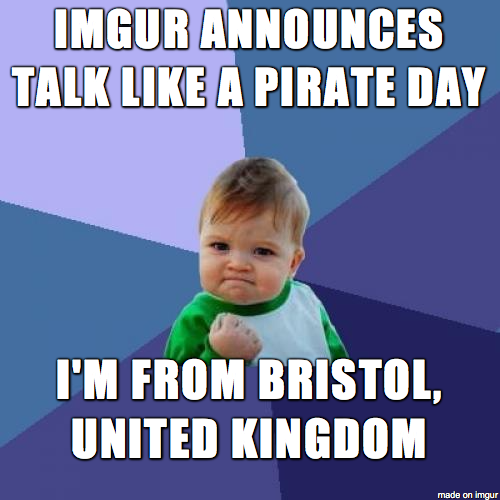 IMGUR ANNOUNCES
TALK LIKE A PIRATE DAY
I'M FROM BRISTOL,
UNITED KINGDOM
made on imgur